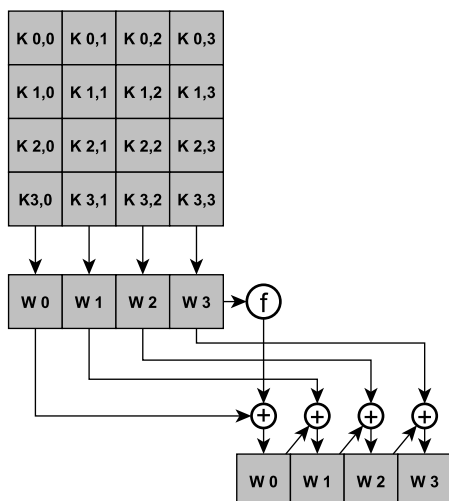 K 0,0 K 0,1 K 0,2 K 0,3
K 1,0 K 1,1 K 1,2 K 1,3
K 2,0 K 2,1 K 2,2 K 2,3
K3,0 K 3,1 K 3,2 K 3,3
W 0 W 1 W 2 W 3 f
+ + + +
W 0 W 1 W 2 W 3